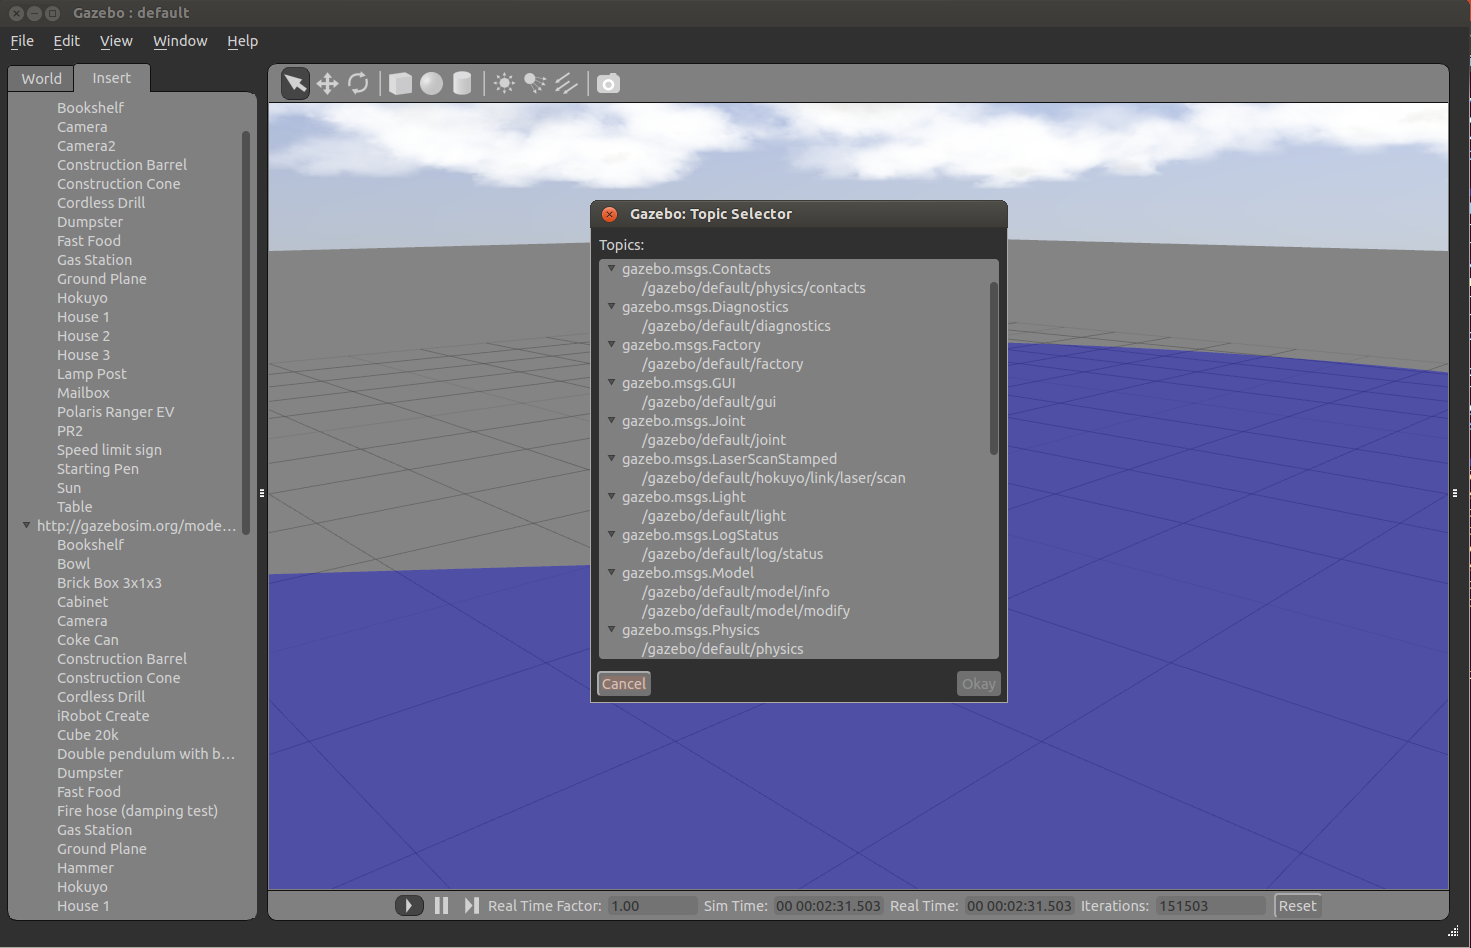 Gazebo : default
File Edit View Window Help
World Insert
Bookshelf
Camera
Camera2
Construction Barrel
Construction Cone
Cordless Drill
Dumpster
Fast Food
Gas Station
Ground Plane
Hokuyo
House 1
House 2
House 3
Lamp Post
Mailbox
Polaris Ranger EV
PR2
Speed limit sign
Starting Pen
Sun
Table
http://gazebosim.org/mode...
Bookshelf
Bowl
Brick Box 3x1x3
Cabinet
Camera
Coke Can
Construction Barrel
Construction Cone
Cordless Drill
iRobot Create
Cube 20k
Double pendulum with b...
Dumpster
Fast Food
Fire hose (damping test)
Gas Station
Ground Plane
Hammer
Hokuyo
House 1
Gazebo: Topic Selector
Topics:
gazebo.msgs.Contacts
/gazebo/default/physics/contacts
gazebo.msgs.Diagnostics
/gazebo/default/diagnostics
gazebo.msgs.Factory
/gazebo/default/factory
gazebo.msgs.GUI
/gazebo/default/gui
gazebo.msgs.Joint
/gazebo/default/joint
gazebo.msgs.LaserScanStamped
/gazebo/default/hokuyo/link/laser/scan
gazebo.msgs.Light
/gazebo/default/light
gazebo.msgs.LogStatus
/gazebo/default/log/status
gazebo.msgs.Model
/gazebo/default/model/info
/gazebo/default/model/modify
gazebo.msgs.Physics
/gazebo/default/physics
Cancel Okay
Real Time Factor: 1.00 Sim Time: 00 00:02:31.503 Real Time: 00 00:02:31.503 Iterations: 151503 Reset